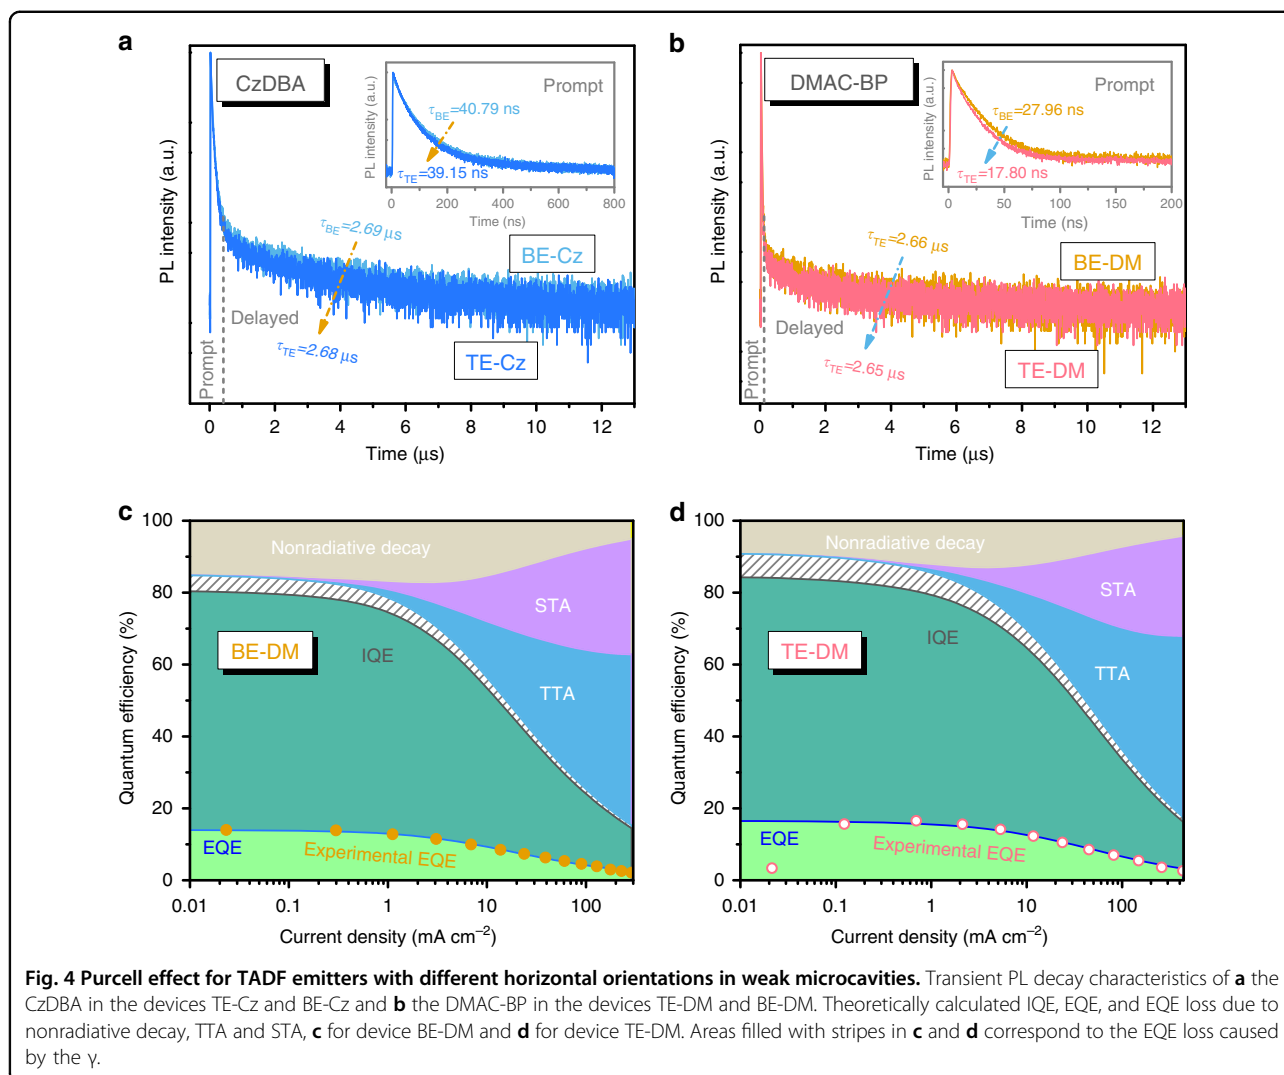 a
CzDBA
PL intensity (a.u.)
Prompt
τBE=40.79 ns
τTE=39.15 ns
PL intensity (a.u.)
0 200 400 600 800
Time (ns)
τBE=2.69 μs
BE-Cz
Delayed
τTE=2.68 μs
TE-Cz
Prompt
0 2 4 6 8 10 12
Time (μs)
b
DMAC-BP
PL intensity (a.u.)
Prompt
τBE=27.96 ns
τTE=17.80 ns
PL intensity (a.u.)
0 50 100 150 200
Time (ns)
τTE=2.66 μs
BE-DM
Delayed
τTE=2.65 μs
TE-DM
Prompt
0 2 4 6 8 10 12
Time (μs)
c
100
80
60
40
20
0
Quantum efficiency (%)
Nonradiative decay
STA
BE-DM
IQE
TTA
EQE
Experimental EQE
0.01 0.1 1 10 100
Current density (mA cm–2)
d
100
80
60
40
20
0
Quantum efficiency (%)
Nonradiative decay
STA
TE-DM
IQE
TTA
EQE
Experimental EQE
0.01 0.1 1 10 100
Current density (mA cm–2)
Fig. 4 Purcell effect for TADF emitters with different horizontal orientations in weak microcavities. Transient PL decay characteristics of a the
CzDBA in the devices TE-Cz and BE-Cz and b the DMAC-BP in the devices TE-DM and BE-DM. Theoretically calculated IQE, EQE, and EQE loss due to
nonradiative decay, TTA and STA, c for device BE-DM and d for device TE-DM. Areas filled with stripes in c and d correspond to the EQE loss caused
by the γ.